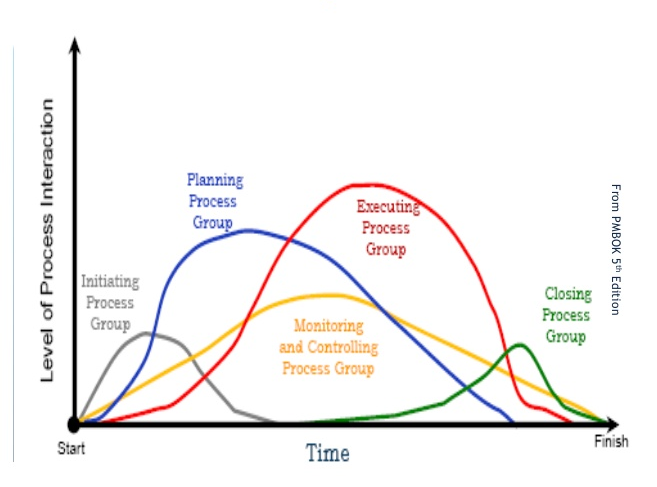 Level of Process Interaction
Planning
Process
Group
Executing
Process
Group
Initiating
Process
Group
Monitoring
and Controlling
Process Group
Closing
Process
Group
From PMBOK 5th Edition
Start
Time
Finish